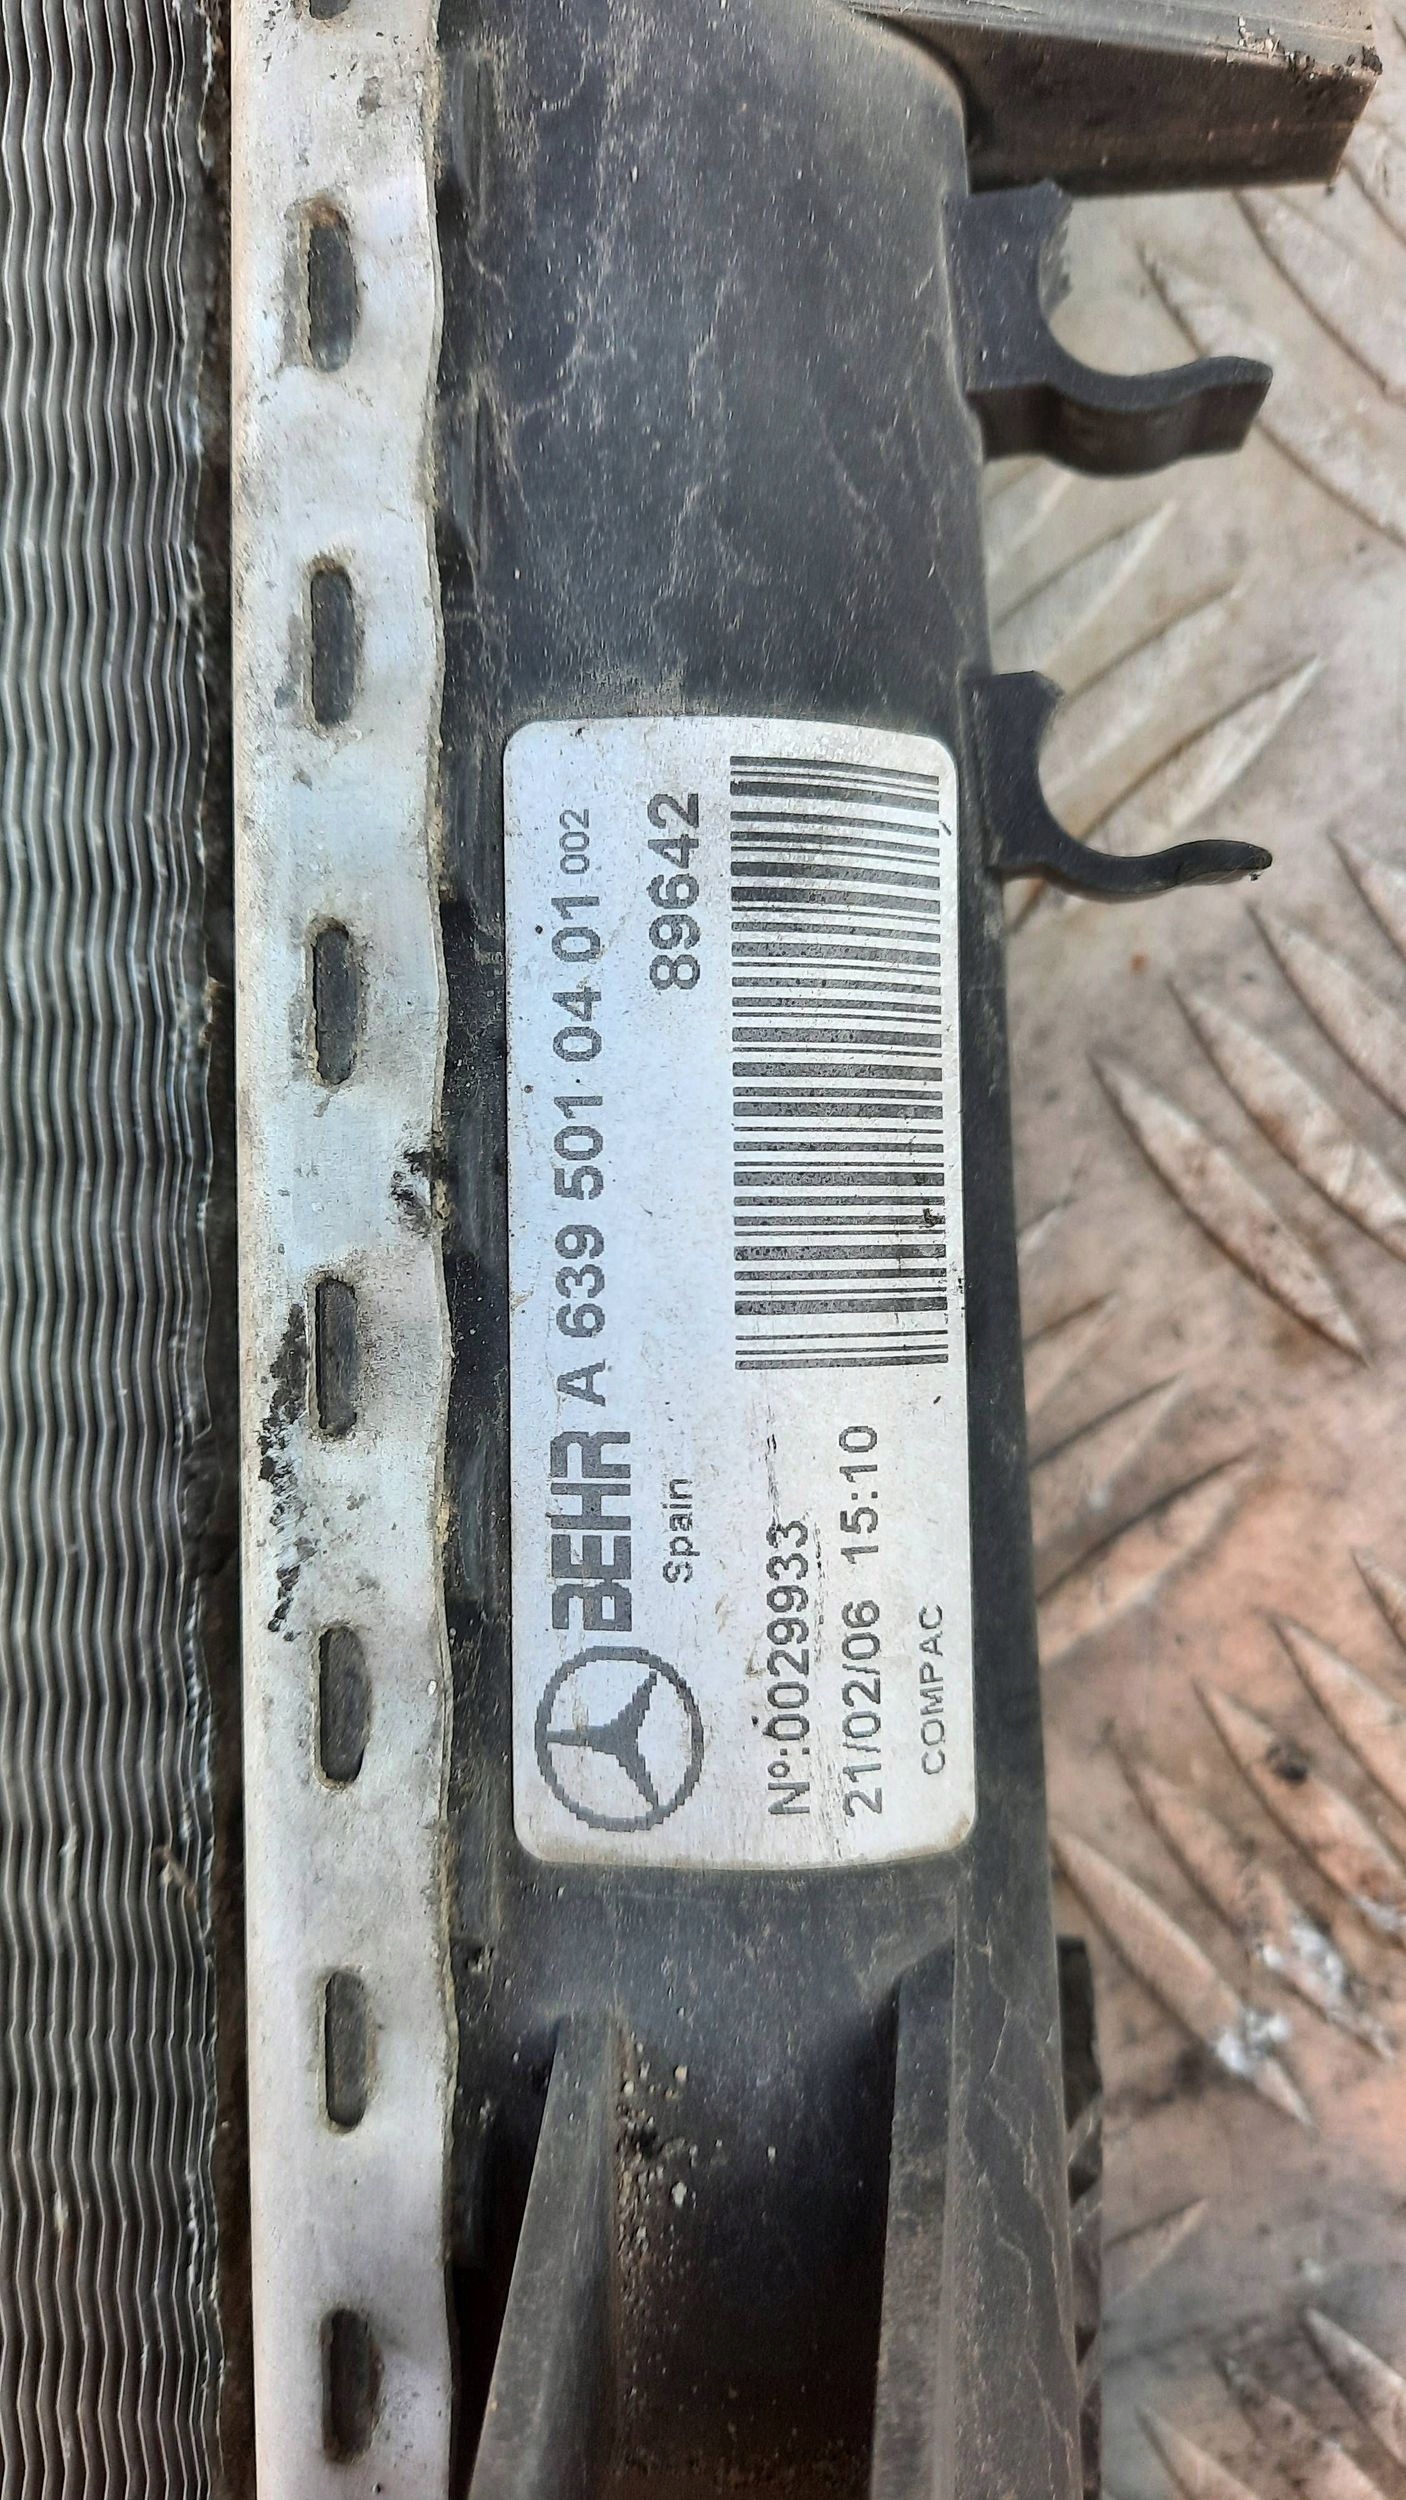 BEHR A 639 501 04 01 002
Spain 89642
Nº:0029933
21/02/06 15:10
COMPAC